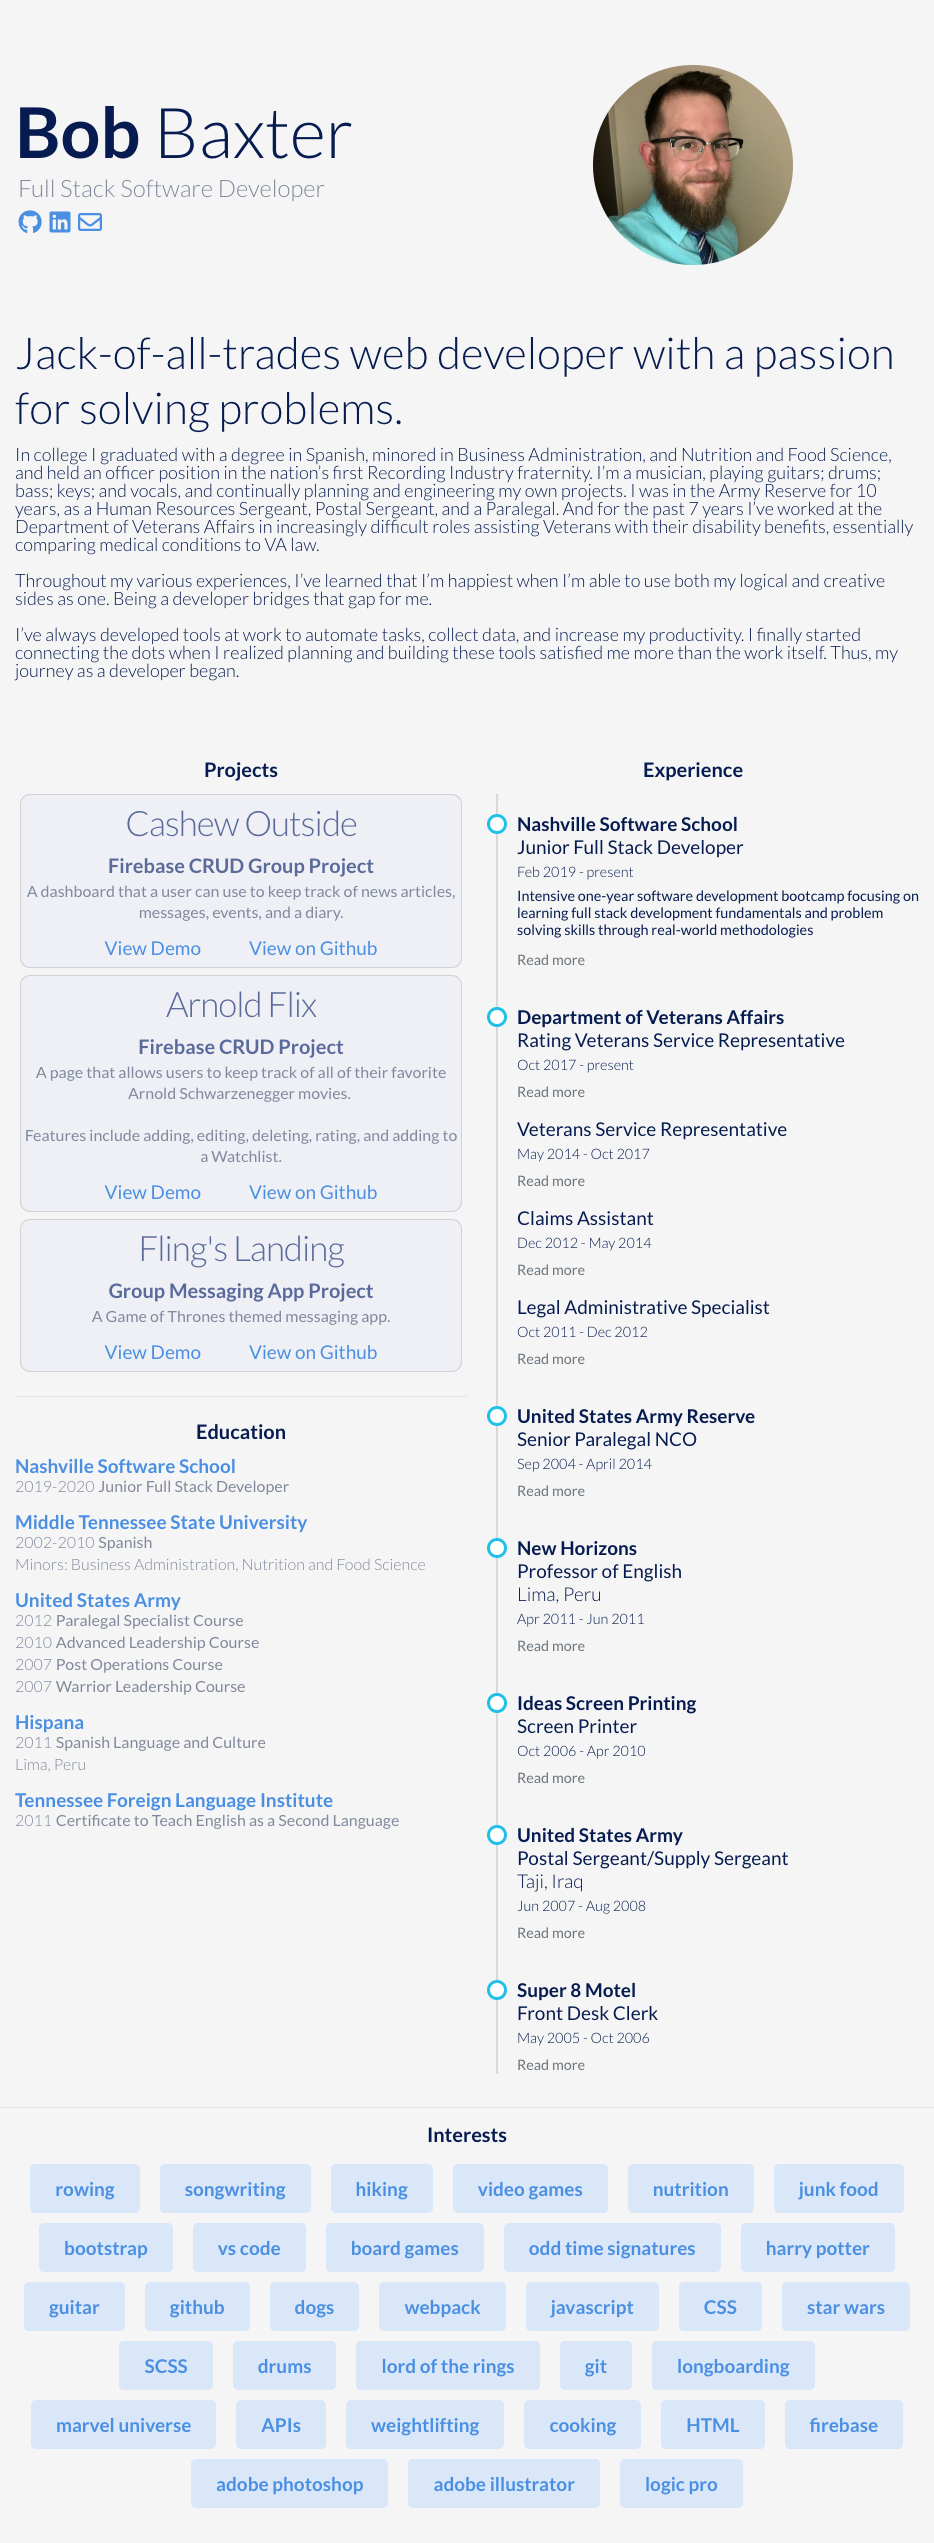 Bob Baxter
Full Stack Software Developer
Jack-of-all-trades web developer with a passion
for solving problems.
In college I graduated with a degree in Spanish, minored in Business Administration, and Nutrition and Food Science,
and held an officer position in the nation's first Recording Industry fraternity. I'm a musician, playing guitars; drums;
bass; keys; and vocals, and continually planning and engineering my own projects. I was in the Army Reserve for 10
years, as a Human Resources Sergeant, Postal Sergeant, and a Paralegal. And for the past 7 years I've worked at the
Department of Veterans Affairs in increasingly difficult roles assisting Veterans with their disability benefits, essentially
comparing medical conditions to VA law.
Throughout my various experiences, I've learned that I'm happiest when I'm able to use both my logical and creative
sides as one. Being a developer bridges that gap for me.
I've always developed tools at work to automate tasks, collect data, and increase my productivity. I finally started
connecting the dots when I realized planning and building these tools satisfied me more than the work itself. Thus, my
journey as a developer began.
Projects
Cashew Outside
Firebase CRUD Group Project
A dashboard that a user can use to keep track of news articles,
messages, events, and a diary.
View Demo View on Github
Arnold Flix
Firebase CRUD Project
A page that allows users to keep track of all of their favorite
Arnold Schwarzenegger movies.
Features include adding, editing, deleting, rating, and adding to
a Watchlist.
View Demo View on Github
Fling's Landing
Group Messaging App Project
A Game of Thrones themed messaging app.
View Demo View on Github
Education
Nashville Software School
2019-2020 Junior Full Stack Developer
Middle Tennessee State University
2002-2010 Spanish
Minors: Business Administration, Nutrition and Food Science
United States Army
2012 Paralegal Specialist Course
2010 Advanced Leadership Course
2007 Post Operations Course
2007 Warrior Leadership Course
Hispana
2011 Spanish Language and Culture
Lima, Peru
Tennessee Foreign Language Institute
2011 Certificate to Teach English as a Second Language
Experience
Nashville Software School
Junior Full Stack Developer
Feb 2019 - present
Intensive one-year software development bootcamp focusing on
learning full stack development fundamentals and problem
solving skills through real-world methodologies
Read more
Department of Veterans Affairs
Rating Veterans Service Representative
Oct 2017 - present
Read more
Veterans Service Representative
May 2014 - Oct 2017
Read more
Claims Assistant
Dec 2012 - May 2014
Read more
Legal Administrative Specialist
Oct 2011 - Dec 2012
Read more
United States Army Reserve
Senior Paralegal NCO
Sep 2004 - April 2014
Read more
New Horizons
Professor of English
Lima, Peru
Apr 2011 - Jun 2011
Read more
Ideas Screen Printing
Screen Printer
Oct 2006 - Apr 2010
Read more
United States Army
Postal Sergeant/Supply Sergeant
Taji, Iraq
Jun 2007 - Aug 2008
Read more
Super 8 Motel
Front Desk Clerk
May 2005 - Oct 2006
Read more
Interests
rowing songwriting hiking video games nutrition junk food
bootstrap vs code board games odd time signatures harry potter
guitar github dogs webpack javascript CSS star wars
SCSS drums lord of the rings git longboarding
marvel universe APIs weightlifting cooking HTML firebase
adobe photoshop adobe illustrator logic pro